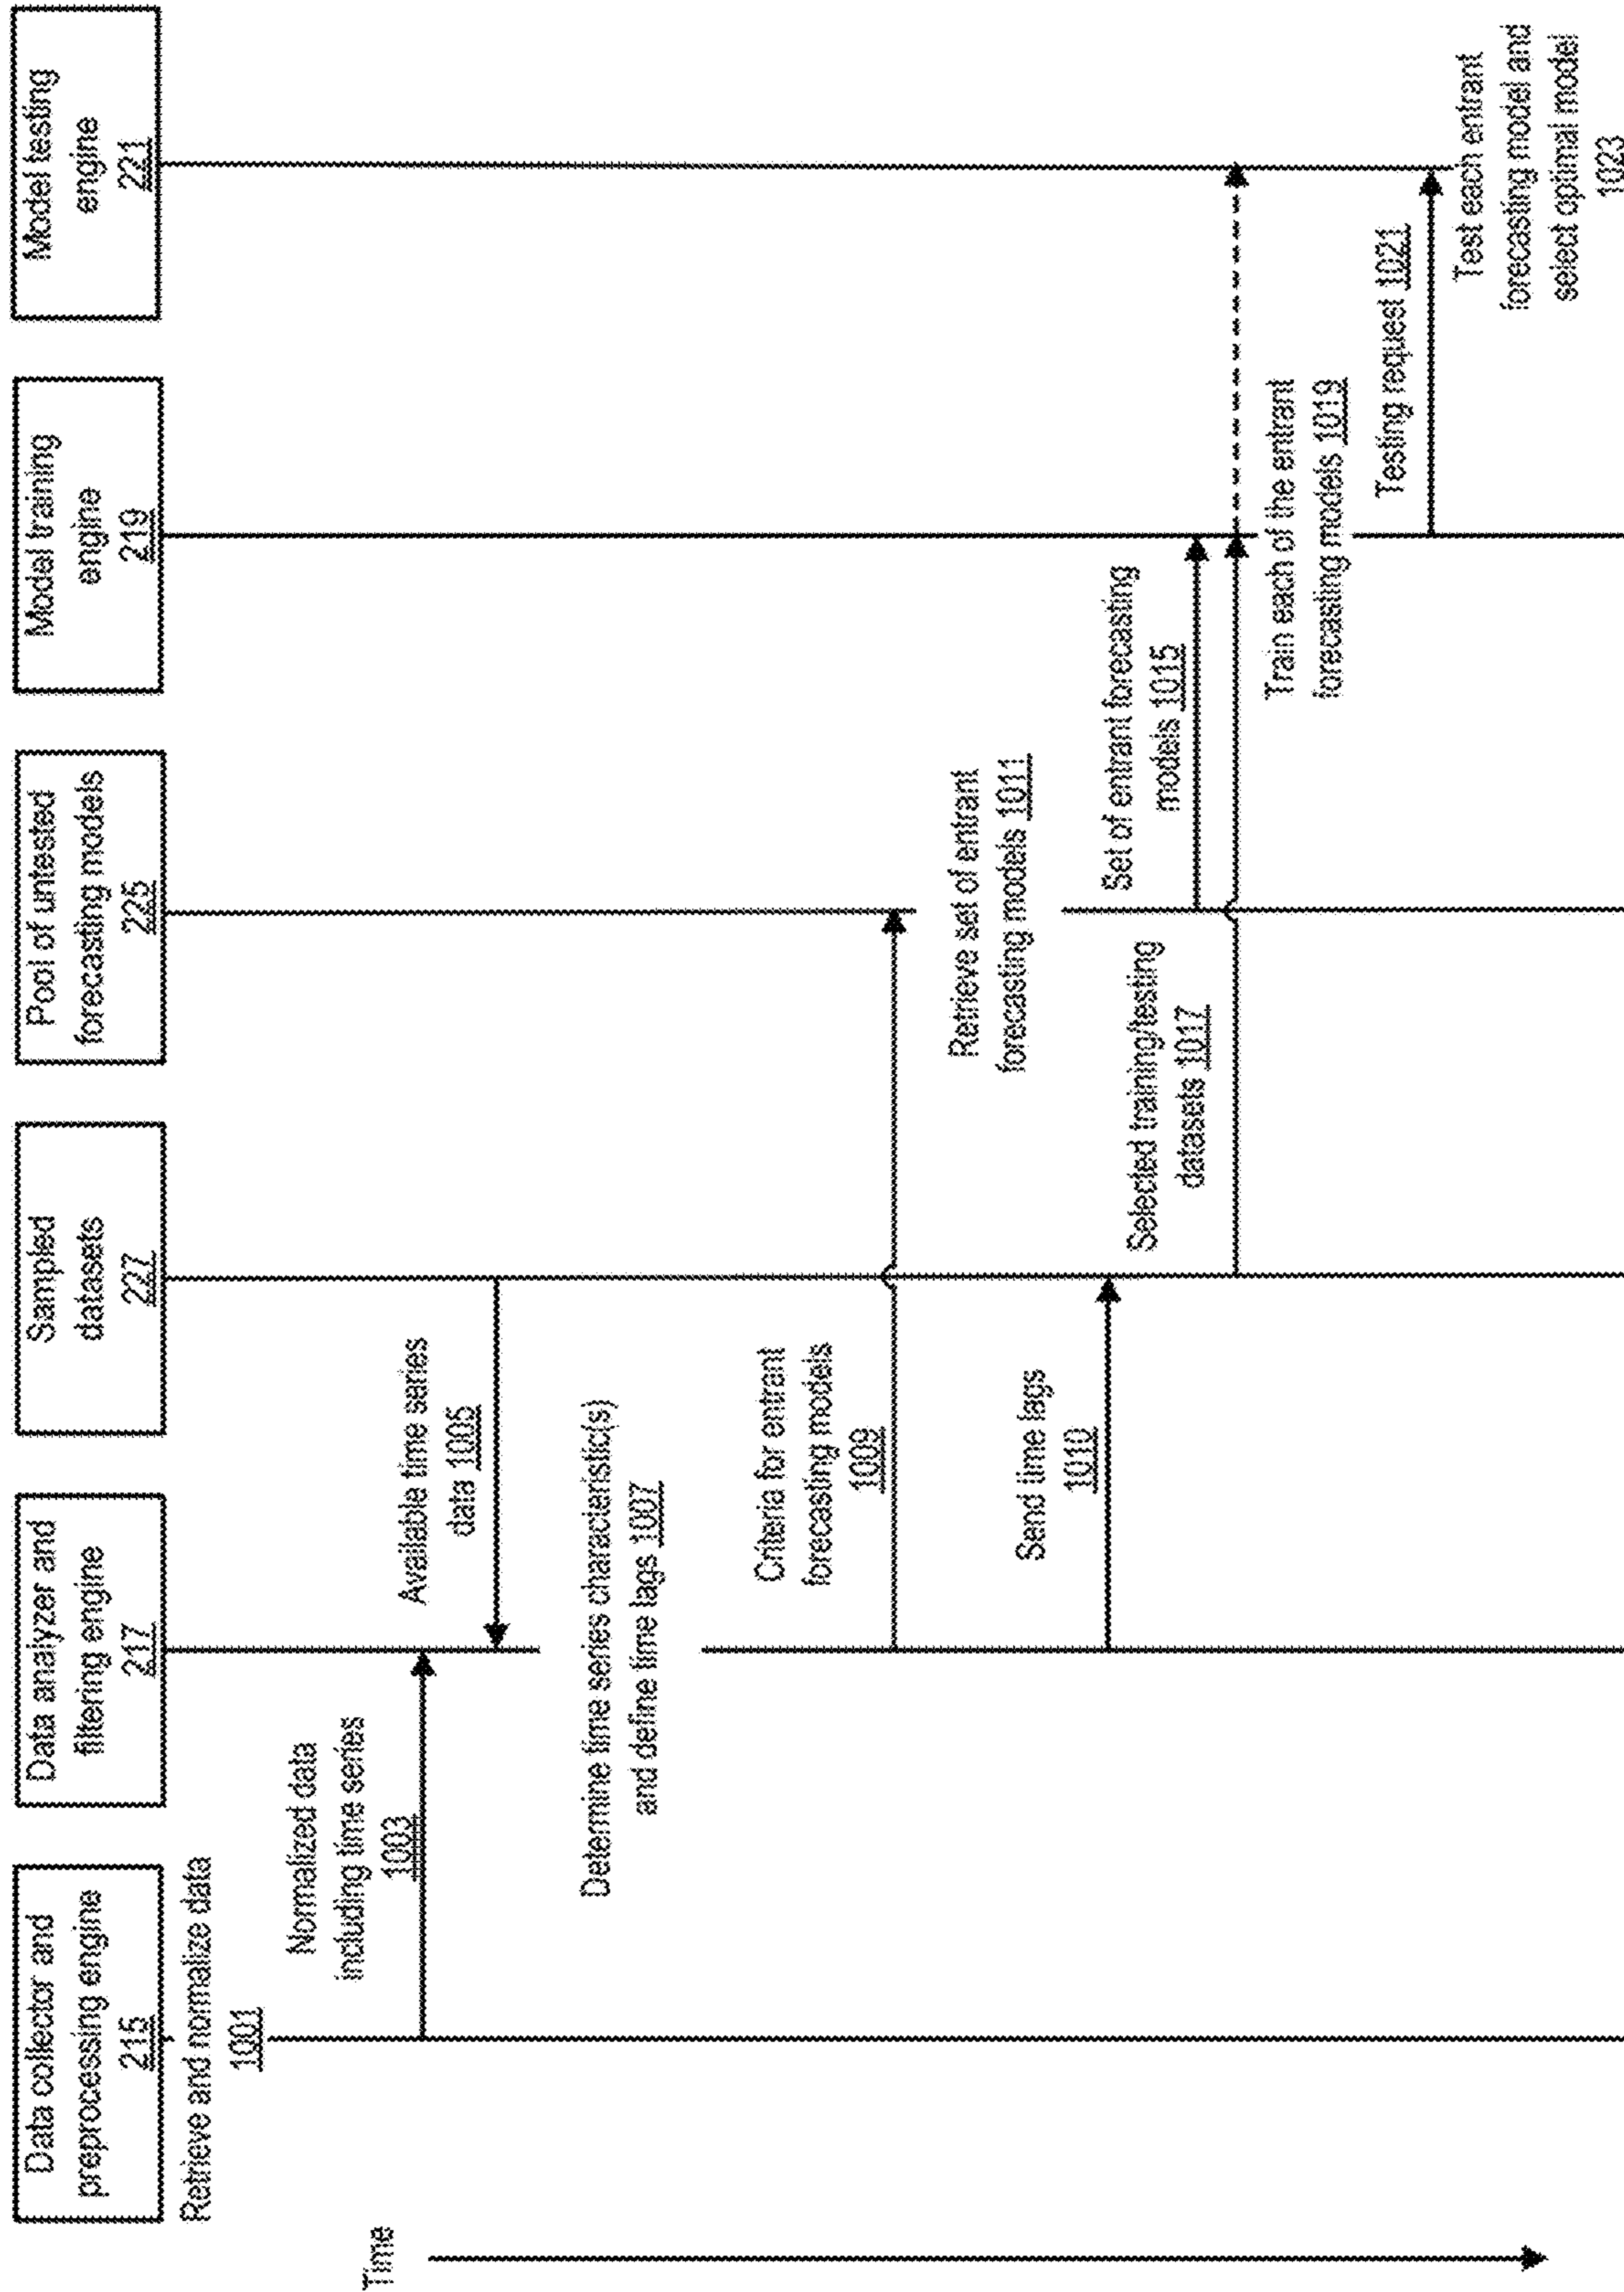 Data collector and
preprocessing engine
215
Data analyzer and
filtering engine
217
Sampled
datasets
227
Pool of untested
forecasting models
225
Model training
engine
219
Model testing
engine
221
Time
Retrieve and normalize data
1001
Normalized data
including time series
1003
Available time series
data 1005
Determine time series characteristic(s)
and define time lags 1007
Criteria for entrant
forecasting models
1009
Retrieve set of entrant
forecasting models 1011
Send time lags
1010
Set of entrant forecasting
models 1015
Selected training/testing
datasets 1017
Train each of the entrant
forecasting models 1019
Testing request 1021
Test each entrant
forecasting model and
select optimal model
1023